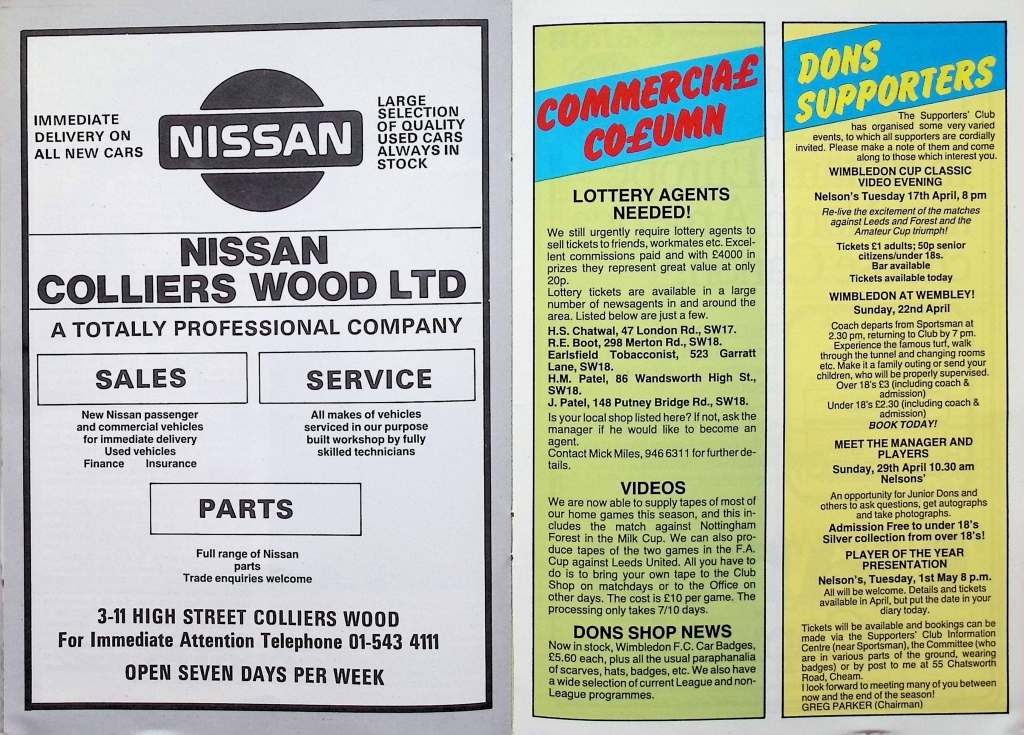 IMMEDIATE
DELIVERY ON
ALL NEW CARS
NISSAN
LARGE
SELECTION
OF QUALITY
USED CARS
ALWAYS IN
STOCK
NISSAN
COLLIERS WOOD LTD
A TOTALLY PROFESSIONAL COMPANY
SALES
New Nissan passenger
and commercial vehicles
for immediate delivery
Used vehicles
Finance Insurance
SERVICE
All makes of vehicles
serviced in our purpose
built workshop by fully
skilled technicians
PARTS
Full range of Nissan
parts
Trade enquiries welcome
3-11 HIGH STREET COLLIERS WOOD
For Immediate Attention Telephone 01-543 4111
OPEN SEVEN DAYS PER WEEK
COMMERCIA£
CO£UMN
LOTTERY AGENTS
NEEDED!
We still urgently require lottery agents to
sell tickets to friends, workmates etc. Excel-
lent commissions paid and with £4000 in
prizes they represent great value at only
20p.
Lottery tickets are available in a large
number of newsagents in and around the
area. Listed below are just a few.
H.S. Chatwal, 47 London Rd., SW17.
R.E. Boot, 298 Merton Rd., SW18.
Earlsfield Tobacconist, 523 Garratt
Lane, SW18.
H.M. Patel, 86 Wandsworth High St.,
SW18.
J. Patel, 148 Putney Bridge Rd., SW18.
Is your local shop listed here? If not, ask the
manager if he would like to become an
agent.
Contact Mick Miles, 946 6311 for further de-
tails.
VIDEOS
We are now able to supply tapes of most of
our home games this season, and this in-
cludes the match against Nottingham
Forest in the Milk Cup. We can also pro-
duce tapes of the two games in the F.A.
Cup against Leeds United. All you have to
do is to bring your own tape to the Club
Shop on matchdays or to the Office on
other days. The cost is £10 per game. The
processing only takes 7/10 days.
DONS SHOP NEWS
Now in stock, Wimbledon F.C. Car Badges,
£5.60 each, plus all the usual paraphanalia
of scarves, hats, badges, etc. We also have
a wide selection of current League and non-
League programmes.
DONS
SUPPORTERS
The Supporters' Club
has organised some very varied
events, to which all supporters are cordially
invited. Please make a note of them and come
along to those which interest you.
WIMBLEDON CUP CLASSIC
VIDEO EVENING
Nelson's Tuesday 17th April, 8 pm
Re-live the excitement of the matches
against Leeds and Forest and the
Amateur Cup triumph!
Tickets £1 adults; 50p senior
citizens/under 18s.
Bar available
Tickets available today
WIMBLEDON AT WEMBLEY!
Sunday, 22nd April
Coach departs from Sportsman at
2.30 pm, returning to Club by 7 pm.
Experience the famous turf, walk
through the tunnel and changing rooms
etc. Make it a family outing or send your
children, who will be properly supervised.
Over 18's £3 (including coach &
admission)
Under 18's £2.30 (including coach &
admission)
BOOK TODAY!
MEET THE MANAGER AND
PLAYERS
Sunday, 29th April 10.30 am
Nelsons'
An opportunity for Junior Dons and
others to ask questions, get autographs
and take photographs.
Admission Free to under 18's
Silver collection from over 18's!
PLAYER OF THE YEAR
PRESENTATION
Nelson's, Tuesday, 1st May 8 p.m.
All will be welcome. Details and tickets
available in April, but put the date in your
diary today.
Tickets will be available and bookings can be
made via the Supporters' Club Information
Centre (near Sportsman), the Committee (who
are in various parts of the ground, wearing
badges) or by post to me at 55 Chatsworth
Road, Cheam.
I look forward to meeting many of you between
now and the end of the season!
GREG PARKER (Chairman)